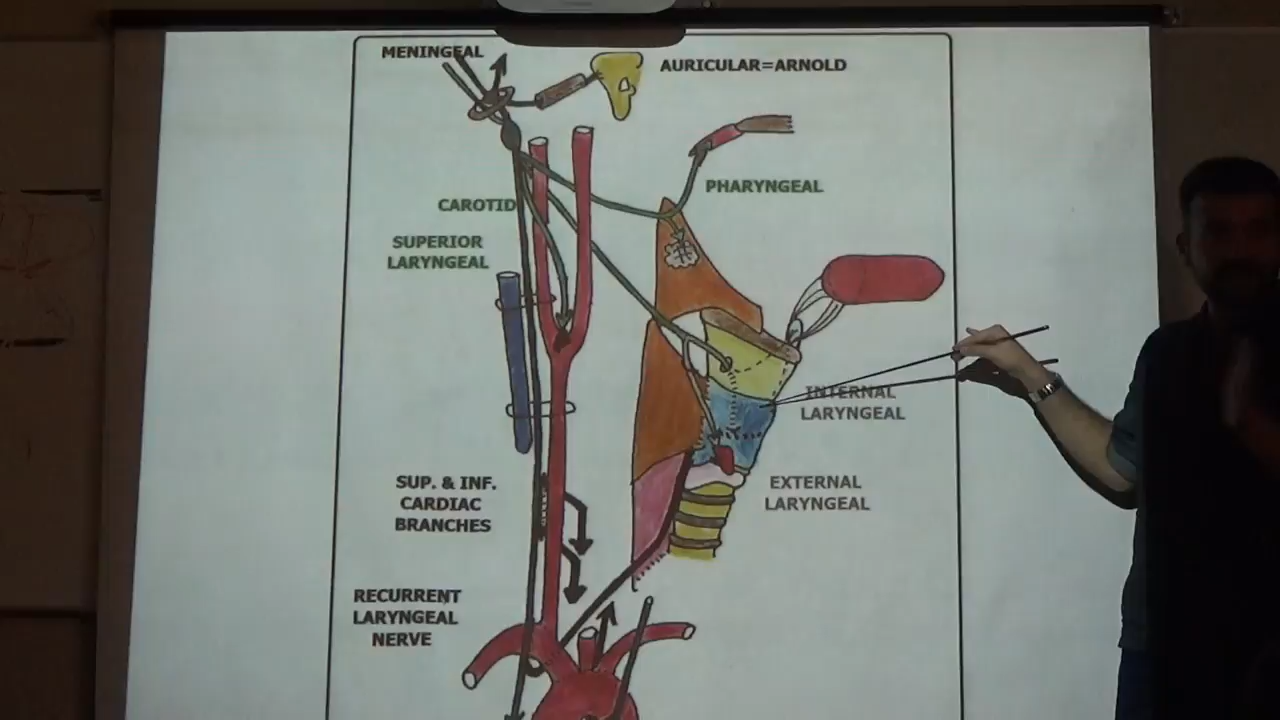 MENINGEAL
AURICULAR=ARNOLD
PHARYNGEAL
CAROTID
SUPERIOR
LARYNGEAL
INTERNAL
LARYNGEAL
SUP. & INF.
CARDIAC
BRANCHES
EXTERNAL
LARYNGEAL
RECURRENT
LARYNGEAL
NERVE